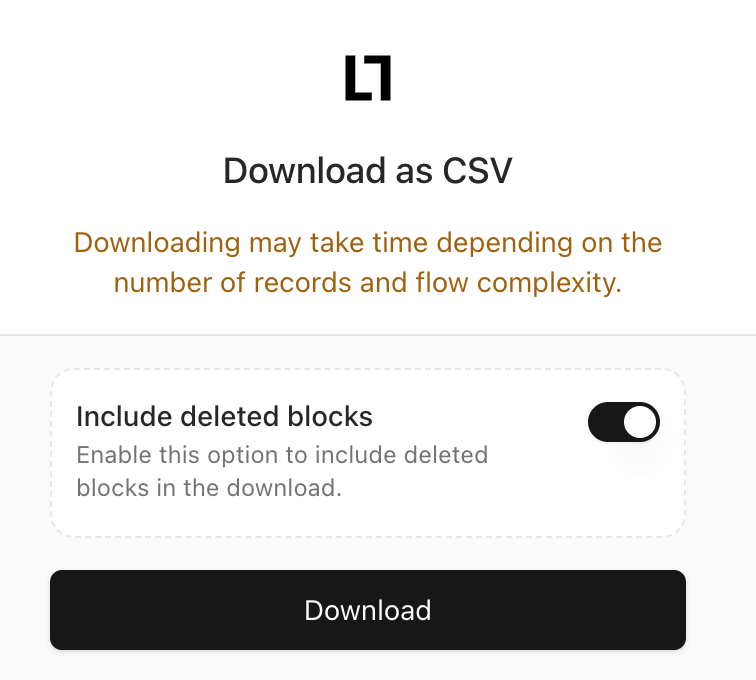 Download as CSV
Downloading may take time depending on the
number of records and flow complexity.
Include deleted blocks
Enable this option to include deleted
blocks in the download.
Download